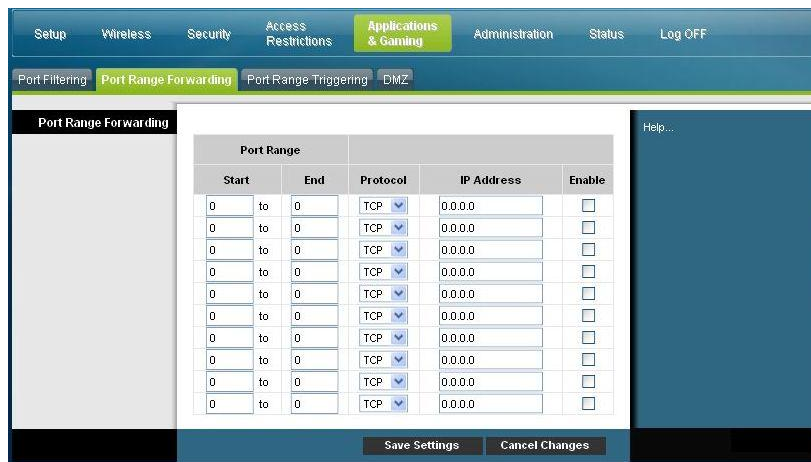 Setup Wireless Security Access Restrictions Applications & Gaming Administration Status Log OFF
Port Filtering Port Range Forwarding Port Range Triggering DMZ
Port Range Forwarding
Help...
Port Range
Start End Protocol IP Address Enable
0 to 0 TCP 0.0.0.0
0 to 0 TCP 0.0.0.0
0 to 0 TCP 0.0.0.0
0 to 0 TCP 0.0.0.0
0 to 0 TCP 0.0.0.0
0 to 0 TCP 0.0.0.0
0 to 0 TCP 0.0.0.0
0 to 0 TCP 0.0.0.0
0 to 0 TCP 0.0.0.0
0 to 0 TCP 0.0.0.0
Save Settings Cancel Changes